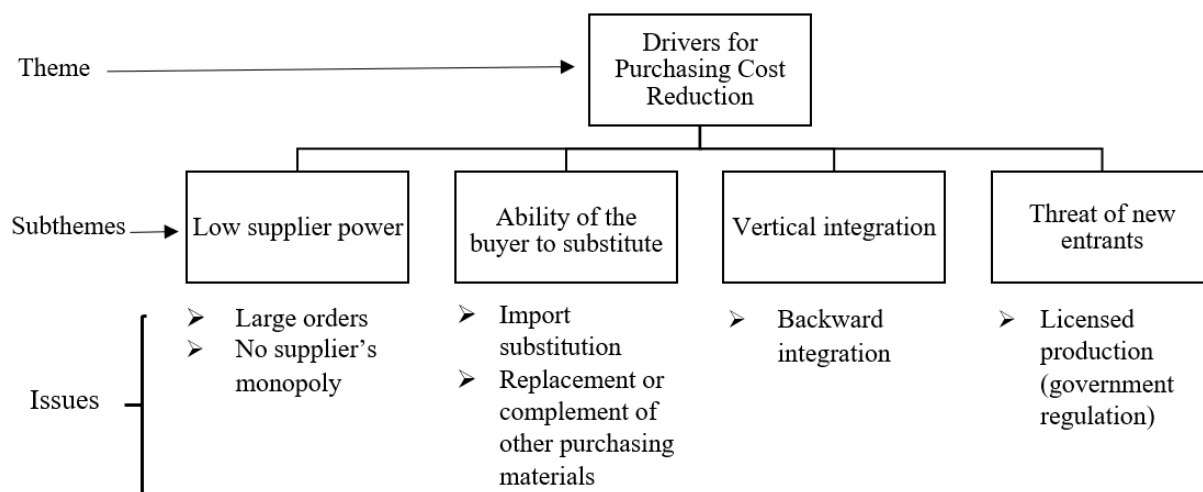 Theme
Drivers for
Purchasing Cost
Reduction
Subthemes
Low supplier power
Ability of the
buyer to substitute
Vertical integration
Threat of new
entrants
Issues
➢ Large orders
➢ No supplier’s
monopoly
➢ Import
substitution
➢ Replacement or
complement of
other purchasing
materials
➢ Backward
integration
➢ Licensed
production
(government
regulation)